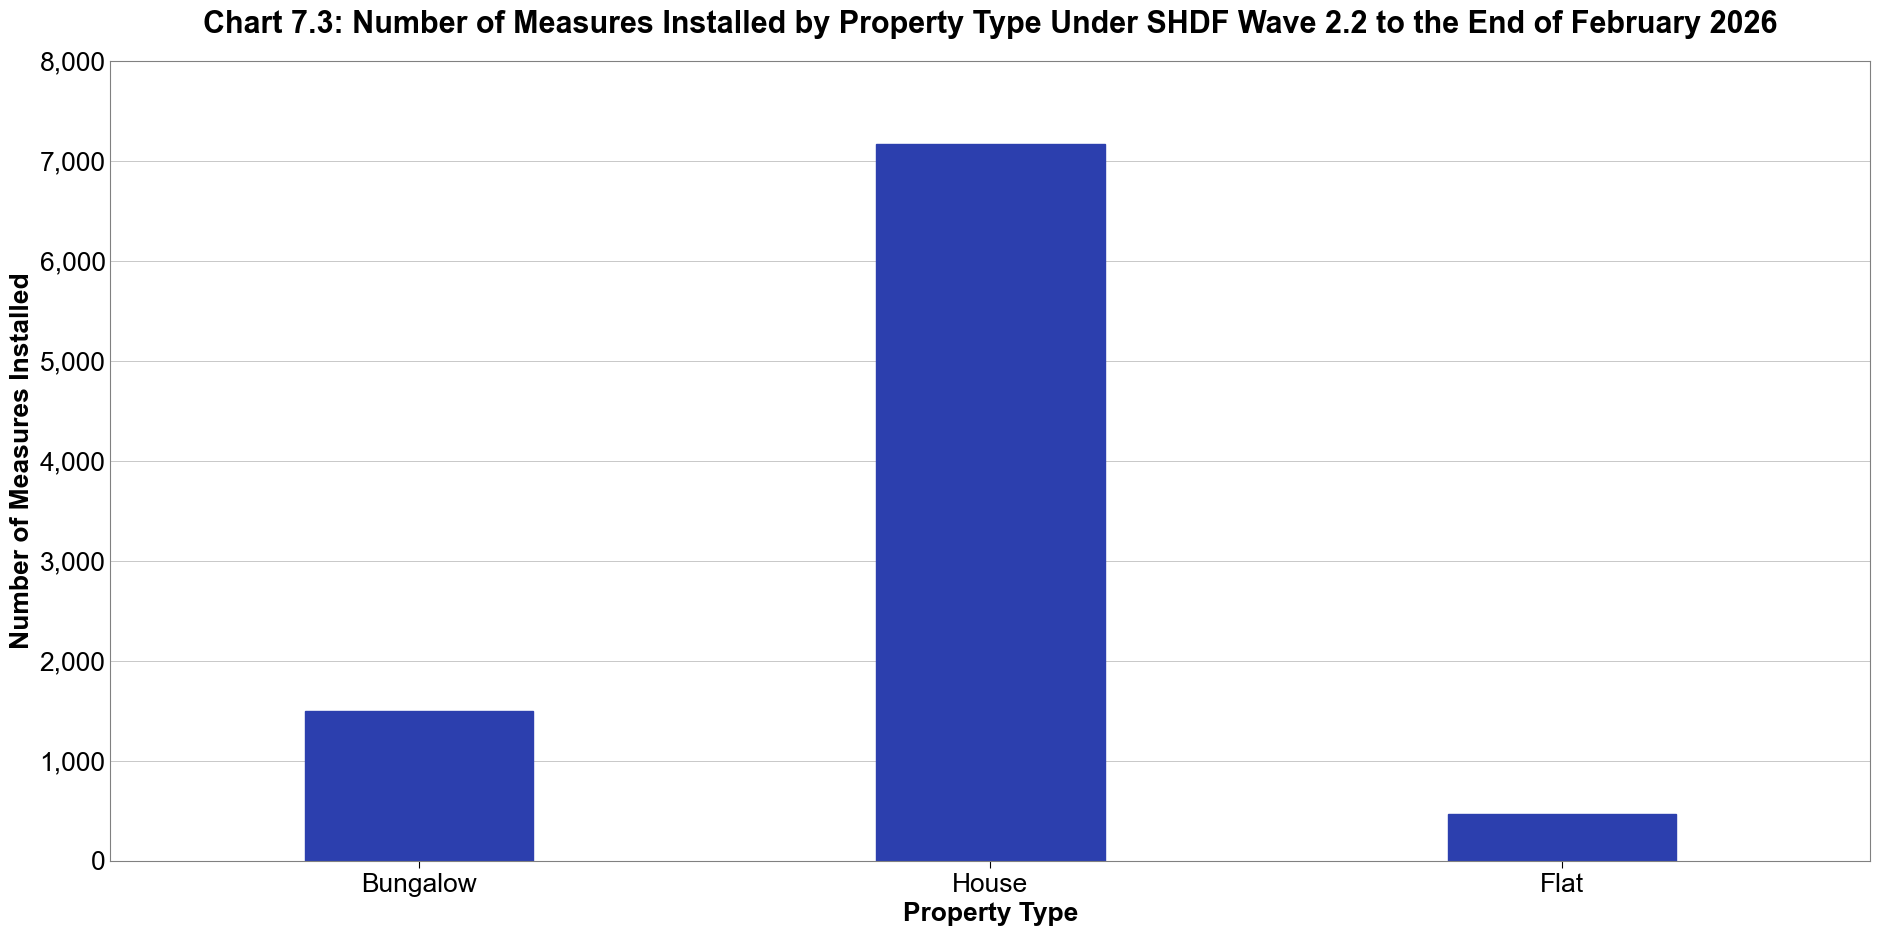 Chart 7.3: Number of Measures Installed by Property Type Under SHDF Wave 2.2 to the End of February 2026
Number of Measures Installed
8,000
7,000
6,000
5,000
4,000
3,000
2,000
1,000
0
Bungalow
House
Flat
Property Type